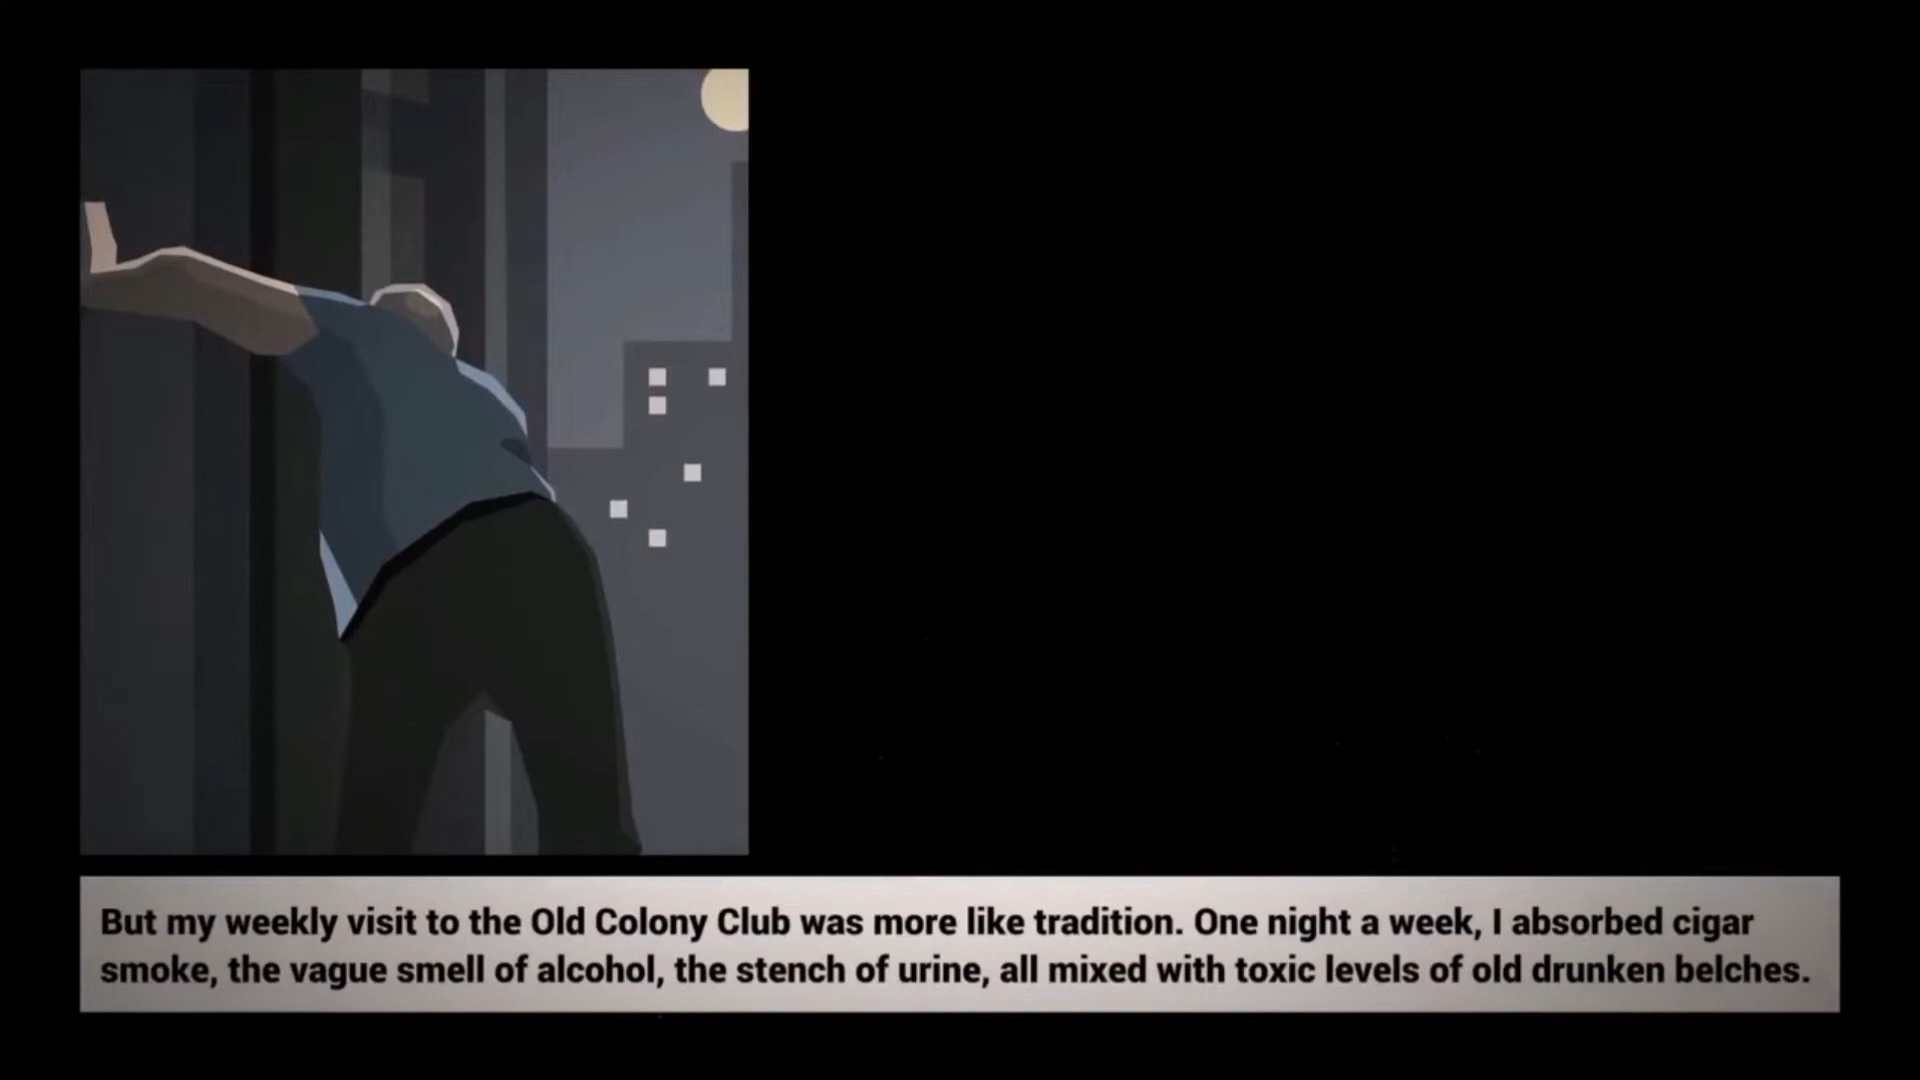 But my weekly visit to the Old Colony Club was more like tradition. One night a week, I absorbed cigar
smoke, the vague smell of alcohol, the stench of urine, all mixed with toxic levels of old drunken belches.